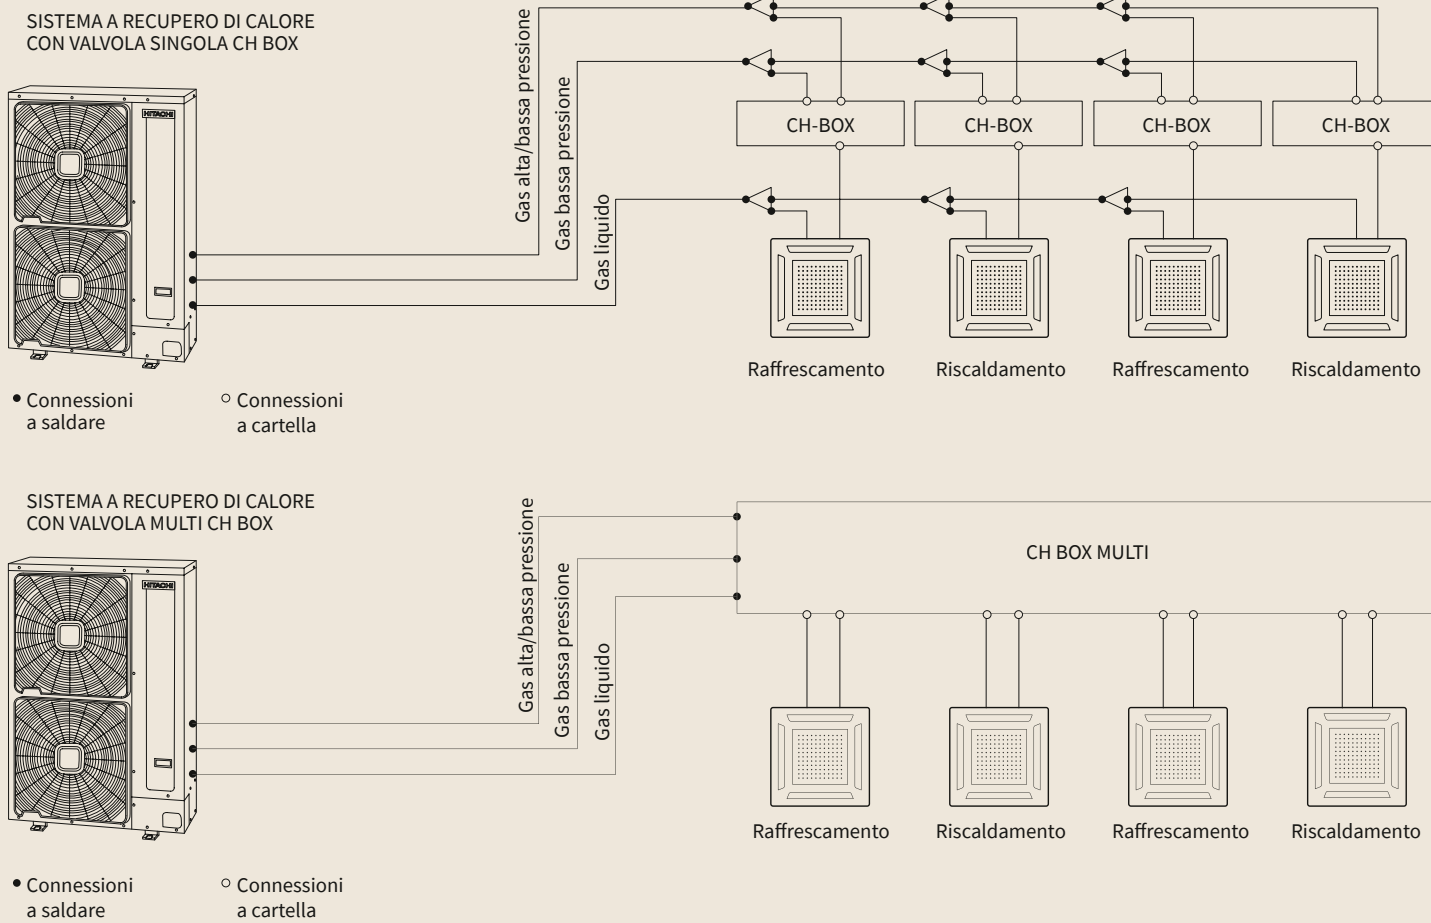 SISTEMA A RECUPERO DI CALORE
CON VALVOLA SINGOLA CH BOX
HITACHI
Gas alta/bassa pressione
Gas bassa pressione
Gas liquido
CH-BOX
CH-BOX
CH-BOX
CH-BOX
Raffrescamento
Riscaldamento
Raffrescamento
Riscaldamento
Connessioni
a saldare
Connessioni
a cartella
SISTEMA A RECUPERO DI CALORE
CON VALVOLA MULTI CH BOX
HITACHI
Gas alta/bassa pressione
Gas bassa pressione
Gas liquido
CH BOX MULTI
Raffrescamento
Riscaldamento
Raffrescamento
Riscaldamento
Connessioni
a saldare
Connessioni
a cartella